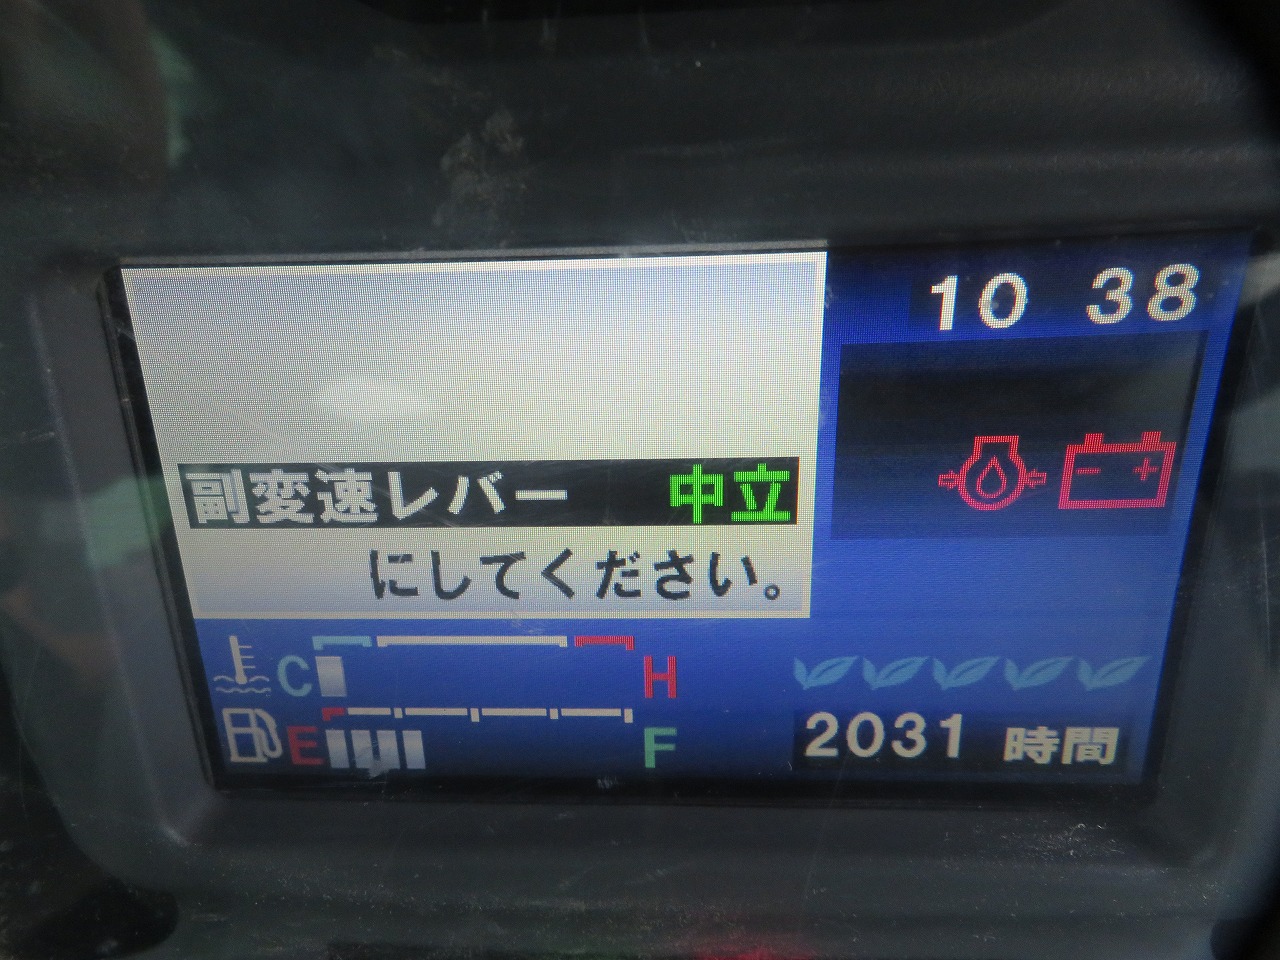 10 38
副変速レバー 中立
にしてください。
C H
E F
2031 時間